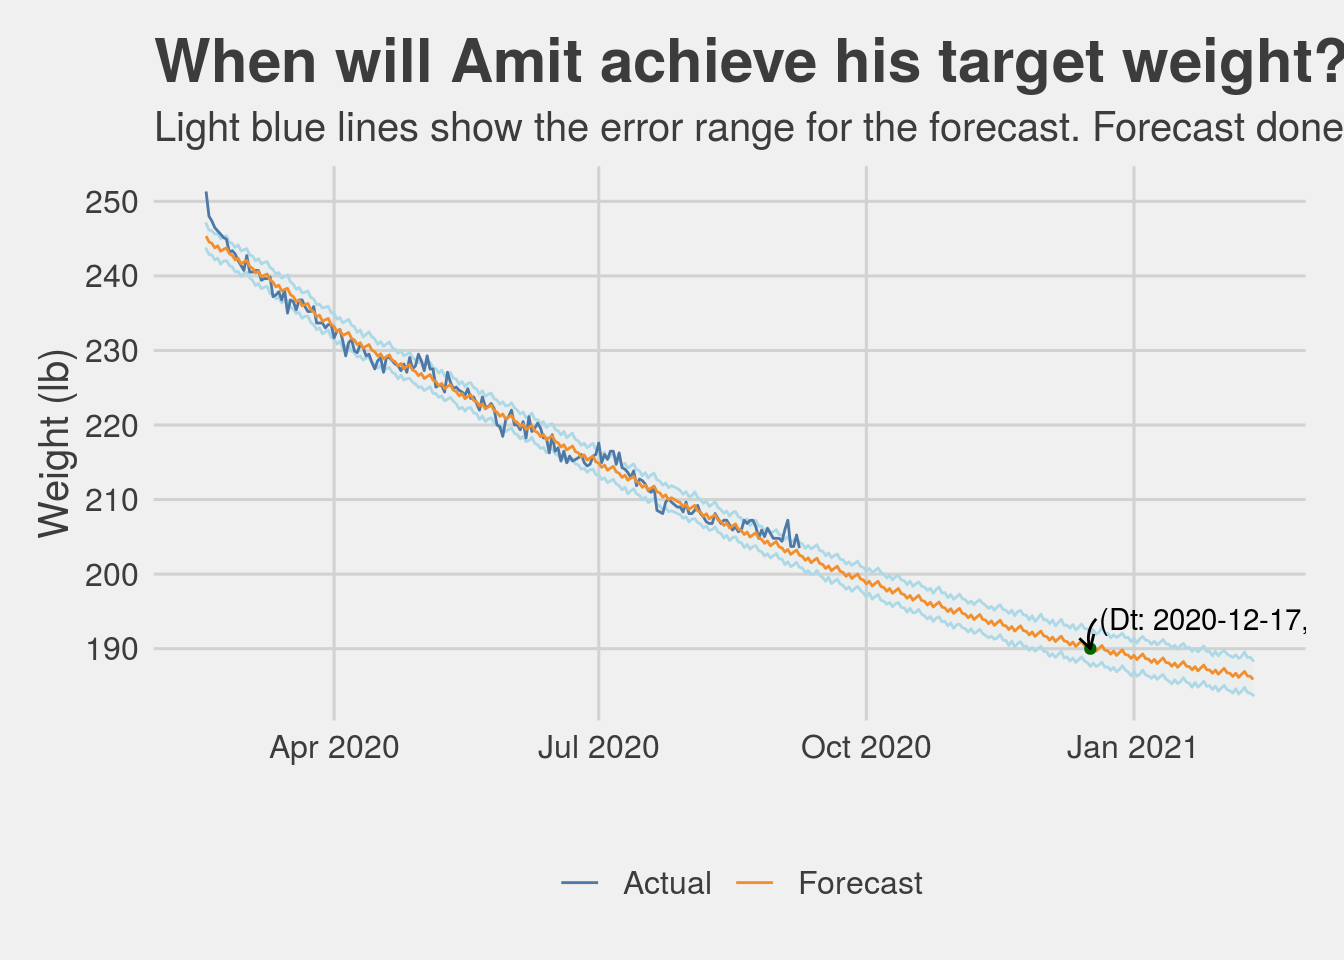 When will Amit achieve his target weight?
Light blue lines show the error range for the forecast. Forecast done
250
240
230
220
210
200
190
Weight (lb)
(Dt: 2020-12-17,
Apr 2020
Jul 2020
Oct 2020
Jan 2021
Actual
Forecast